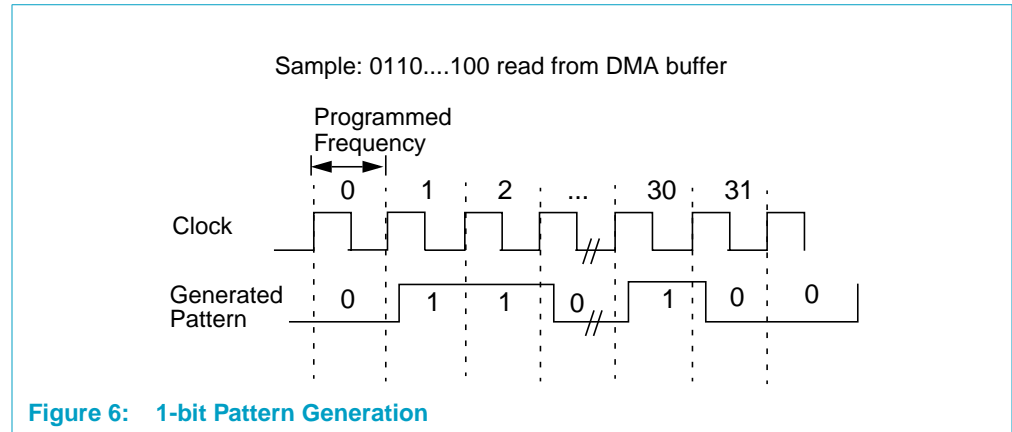 Sample: 0110....100 read from DMA buffer
Programmed
Frequency
0 1 2 ... 30 31
Clock
Generated
Pattern
0 1 1 0 1 0 0
Figure 6: 1-bit Pattern Generation